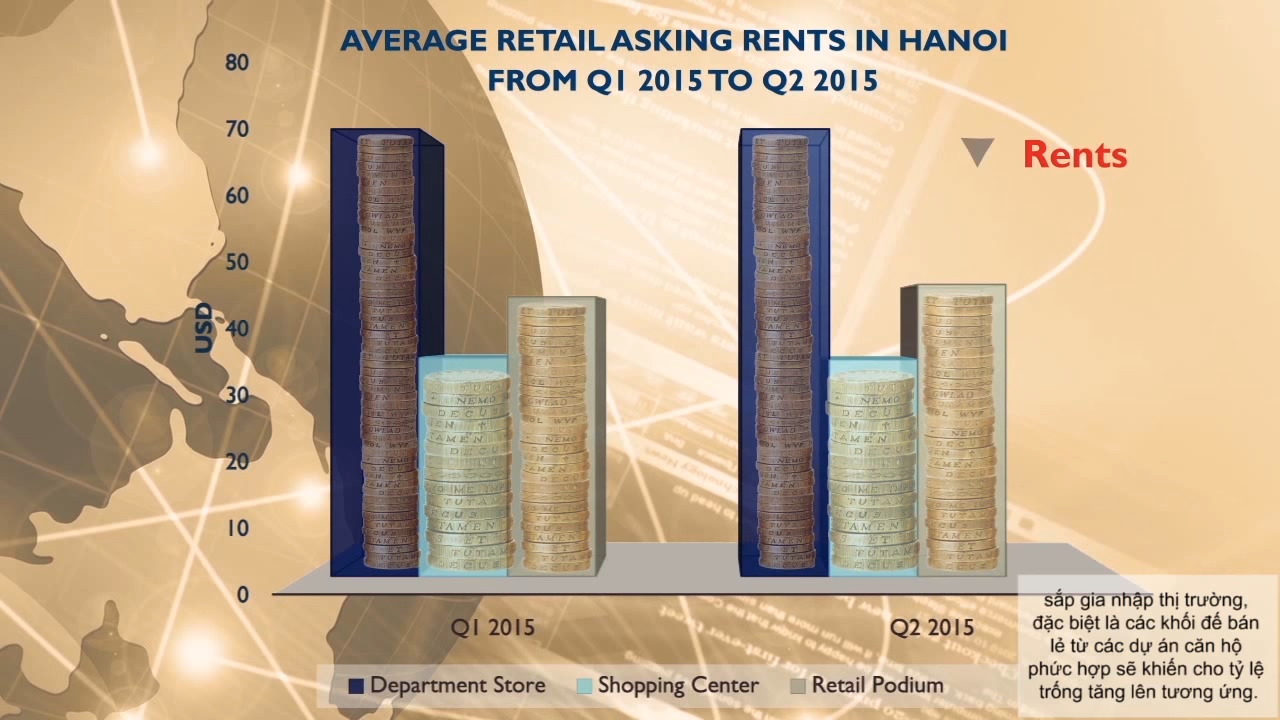 AVERAGE RETAIL ASKING RENTS IN HANOI
FROM Q1 2015 TO Q2 2015
80
70
60
50
40
30
20
10
0
USD
Rents
Q1 2015
Q2 2015
Department Store
Shopping Center
Retail Podium
sắp gia nhập thị trường,
đặc biệt là các khối đế bán
lẻ từ các dự án căn hộ
phức hợp sẽ khiến cho tỷ lệ
trống tăng lên tương ứng.